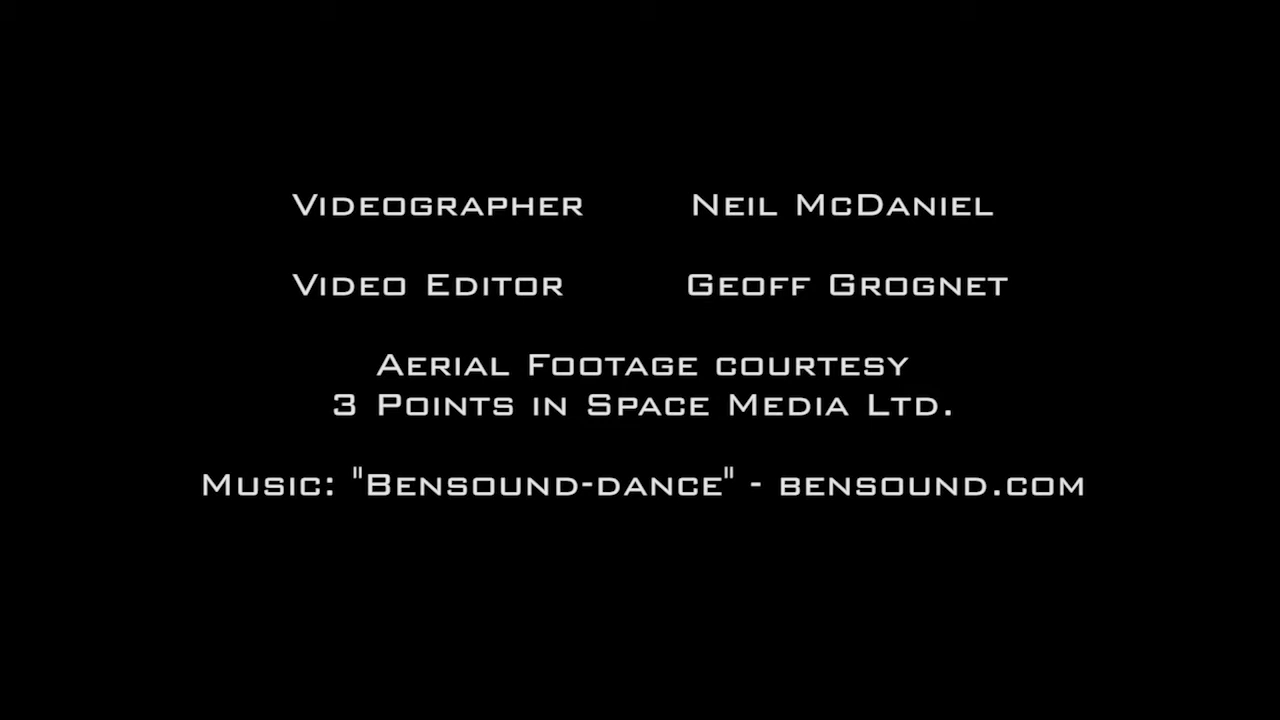 Videographer Neil McDaniel
Video Editor Geoff Grognet
Aerial Footage courtesy
3 Points in Space Media Ltd.
Music: "Bensound-dance" - bensound.com